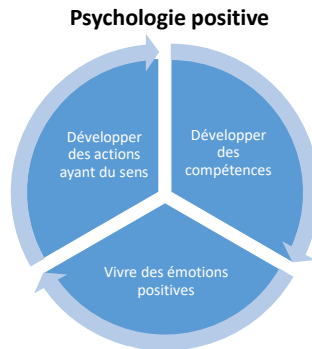 Psychologie positive
Développer
des actions
ayant du sens
Développer
des
compétences
Vivre des émotions
positives